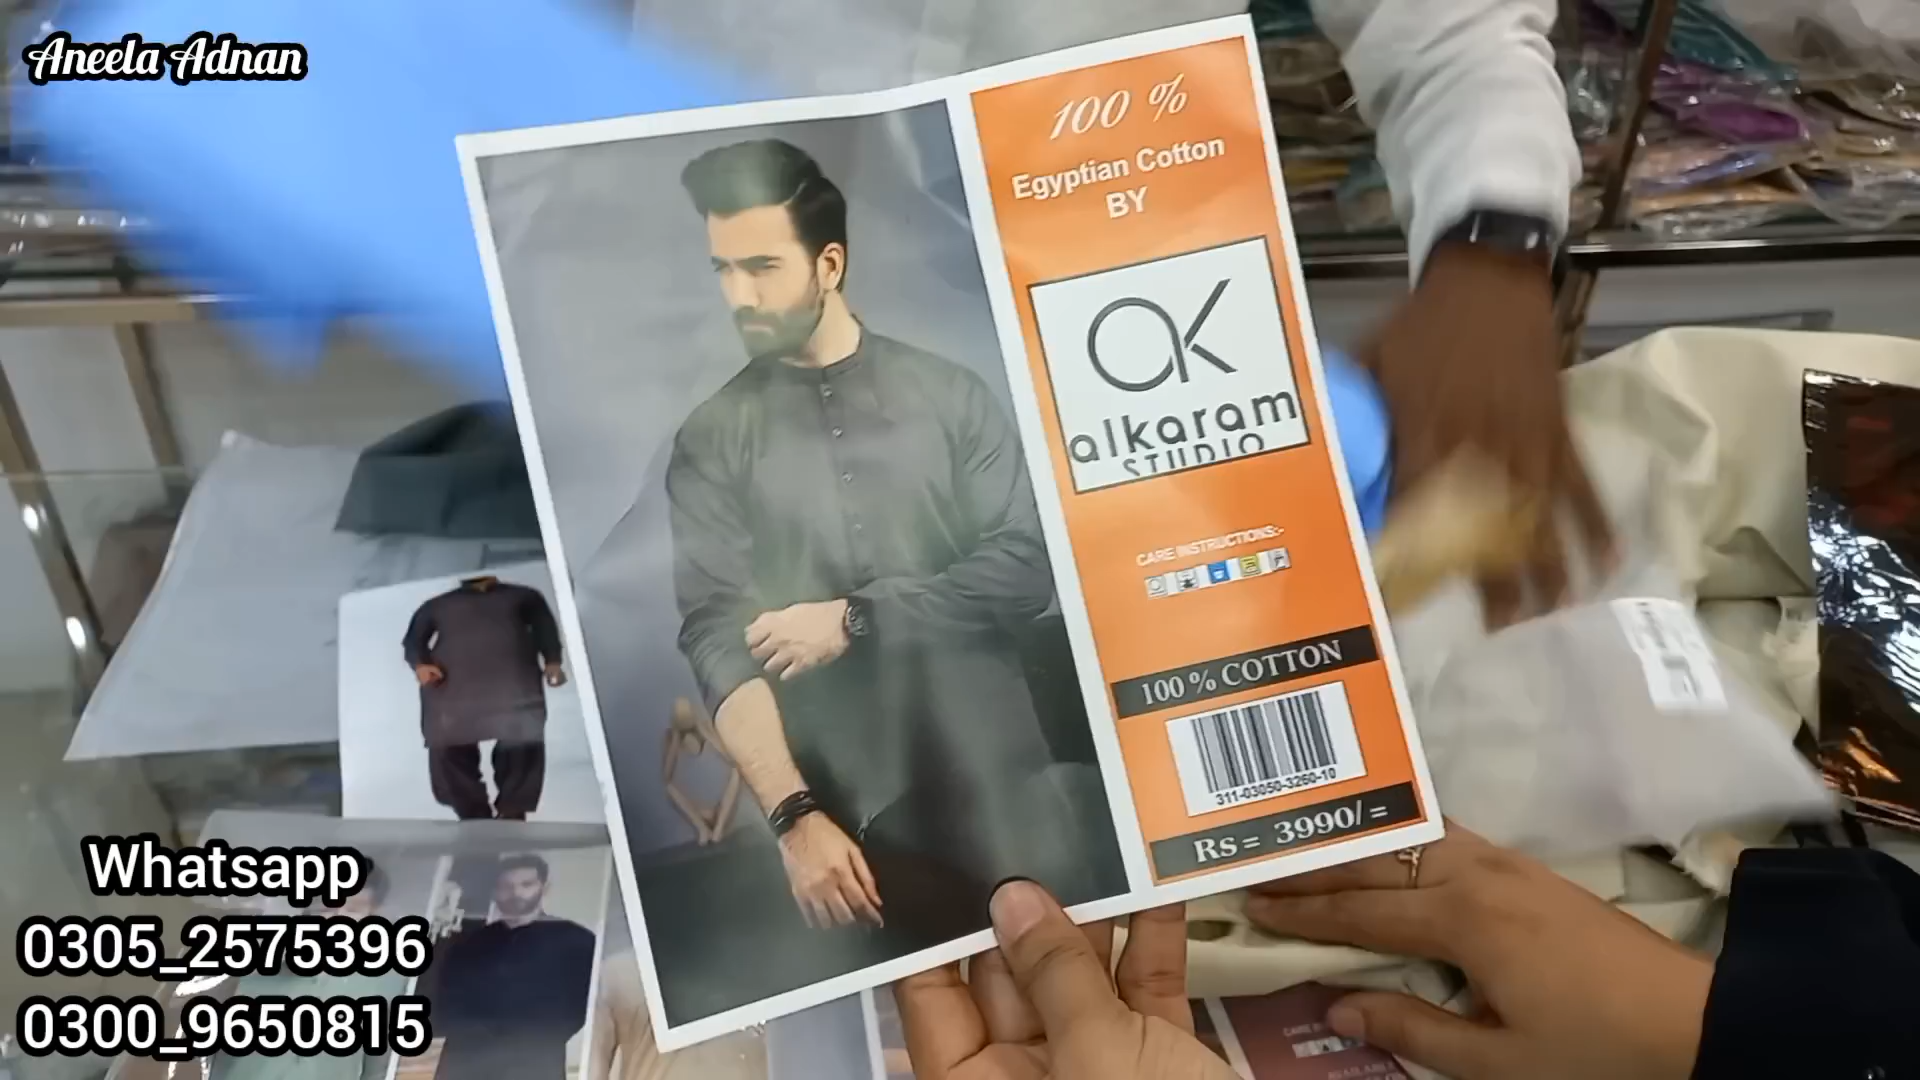 Aneela Adnan
100 %
Egyptian Cotton
BY
ak
alkaram
STUDIO
CARE INSTRUCTIONS:-
100 % COTTON
311-03050-3260-10
Rs = 3990/=
Whatsapp
0305_2575396
0300_9650815